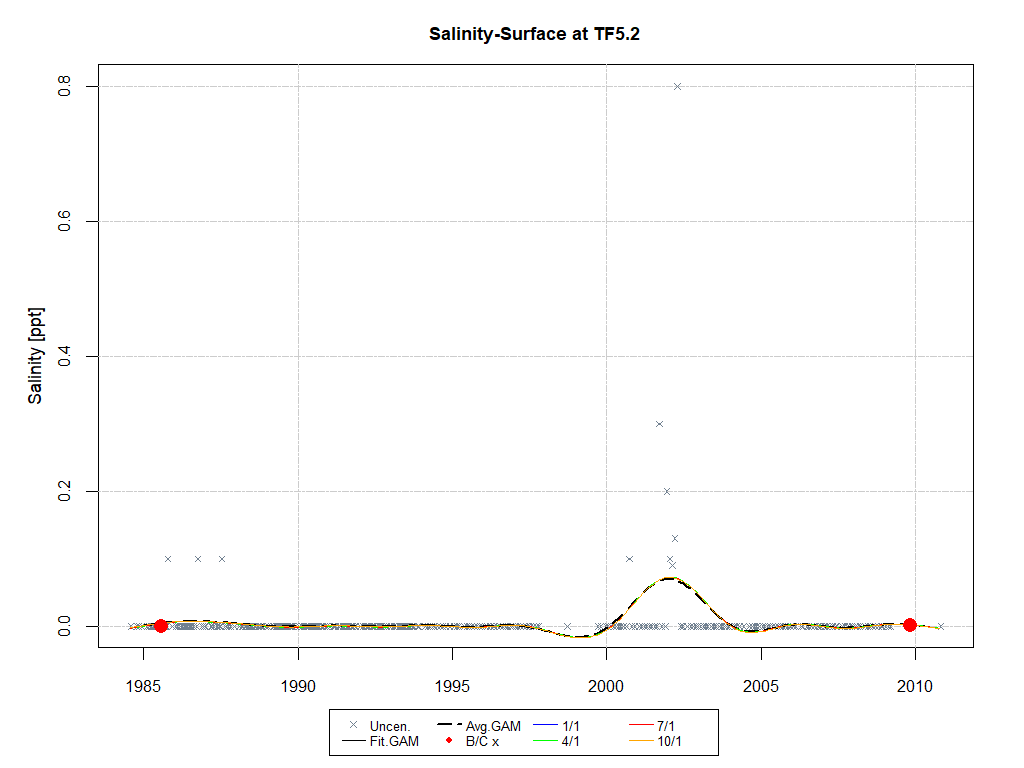 Salinity-Surface at TF5.2
Salinity [ppt]
0.8
0.6
0.4
0.2
0.0
1985 1990 1995 2000 2005 2010
Uncen. Avg.GAM 1/1 7/1
Fit.GAM B/C x 4/1 10/1